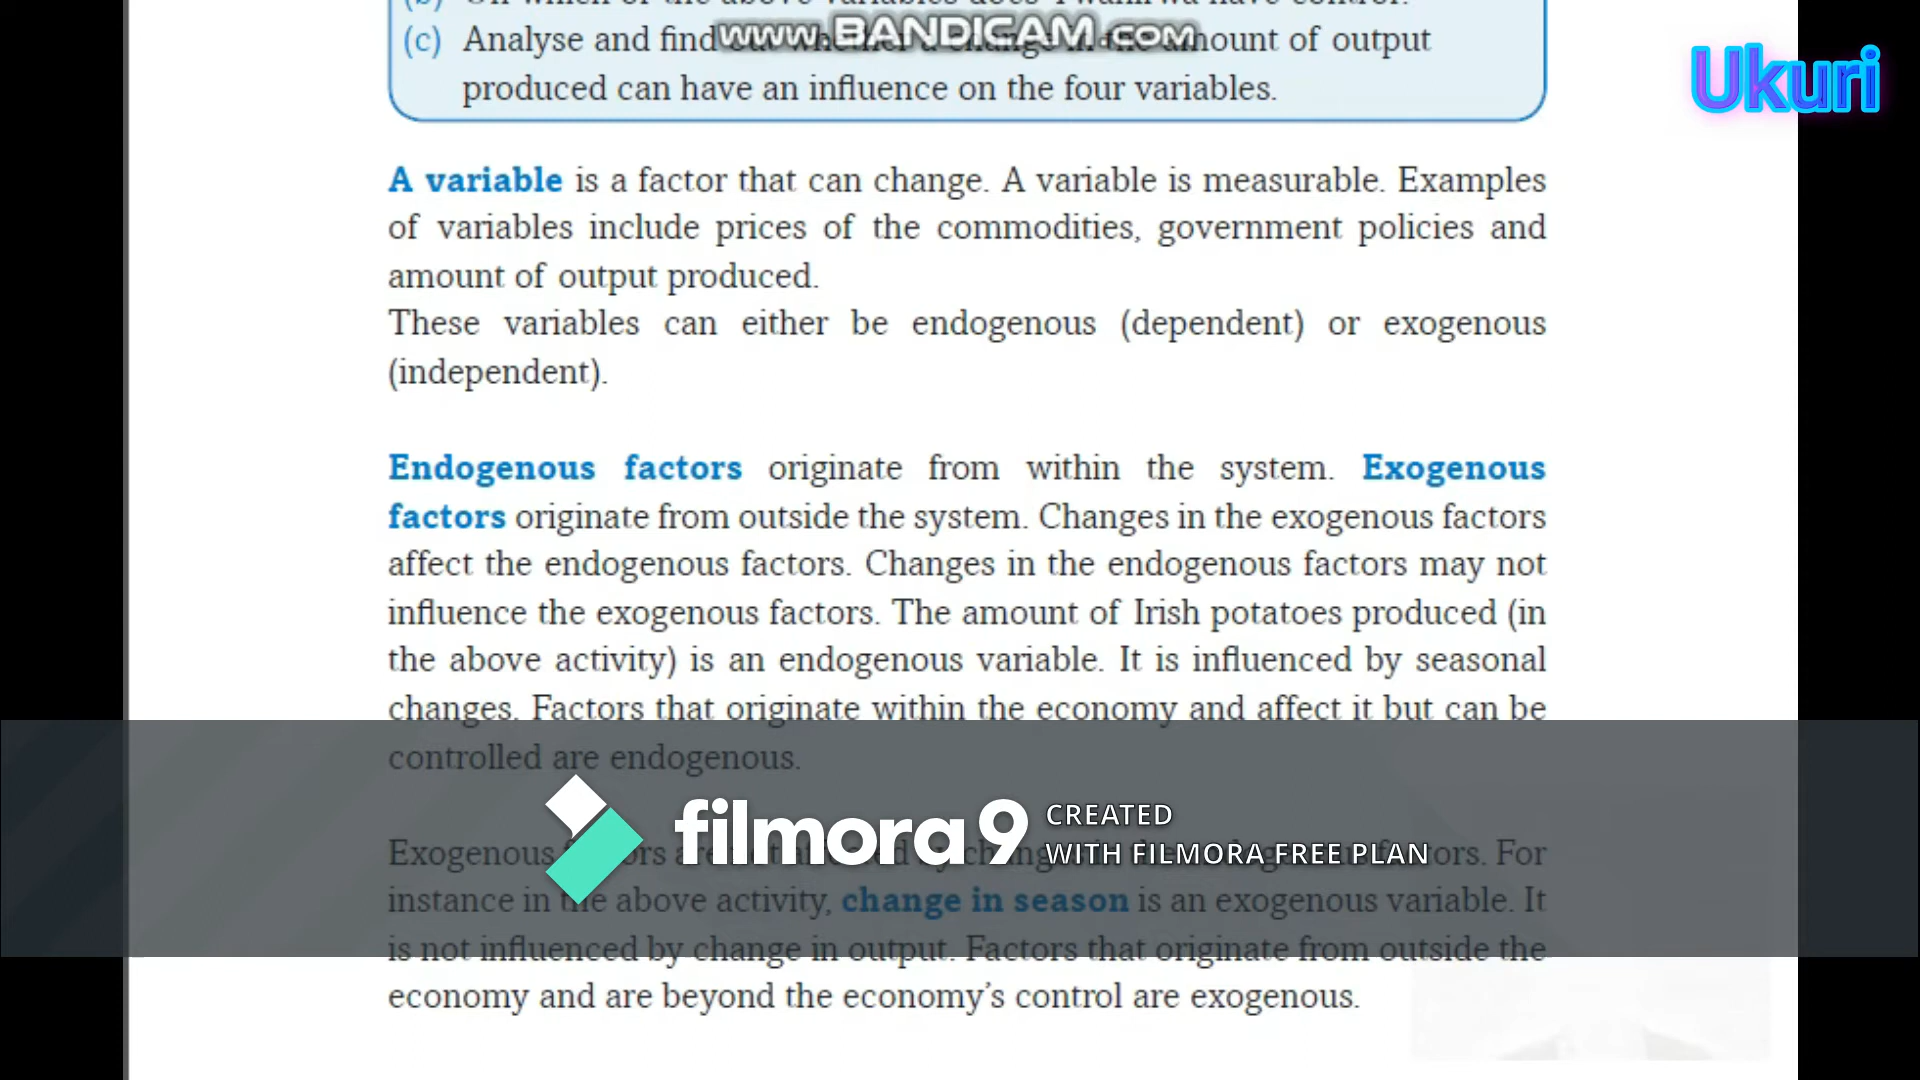 www.BANDICAM.com
(c) Analyse and find out whether a change in the amount of output
produced can have an influence on the four variables.
Ukuri
A variable is a factor that can change. A variable is measurable. Examples
of variables include prices of the commodities, government policies and
amount of output produced.
These variables can either be endogenous (dependent) or exogenous
(independent).
Endogenous factors originate from within the system. Exogenous
factors originate from outside the system. Changes in the exogenous factors
affect the endogenous factors. Changes in the endogenous factors may not
influence the exogenous factors. The amount of Irish potatoes produced (in
the above activity) is an endogenous variable. It is influenced by seasonal
changes. Factors that originate within the economy and affect it but can be
controlled are endogenous.
filmora9 CREATED
WITH FILMORA FREE PLAN
Exogenous For
instance in the above activity, change in season is an exogenous variable. It
is not influenced by change in output. Factors that originate from outside the
economy and are beyond the economy's control are exogenous.